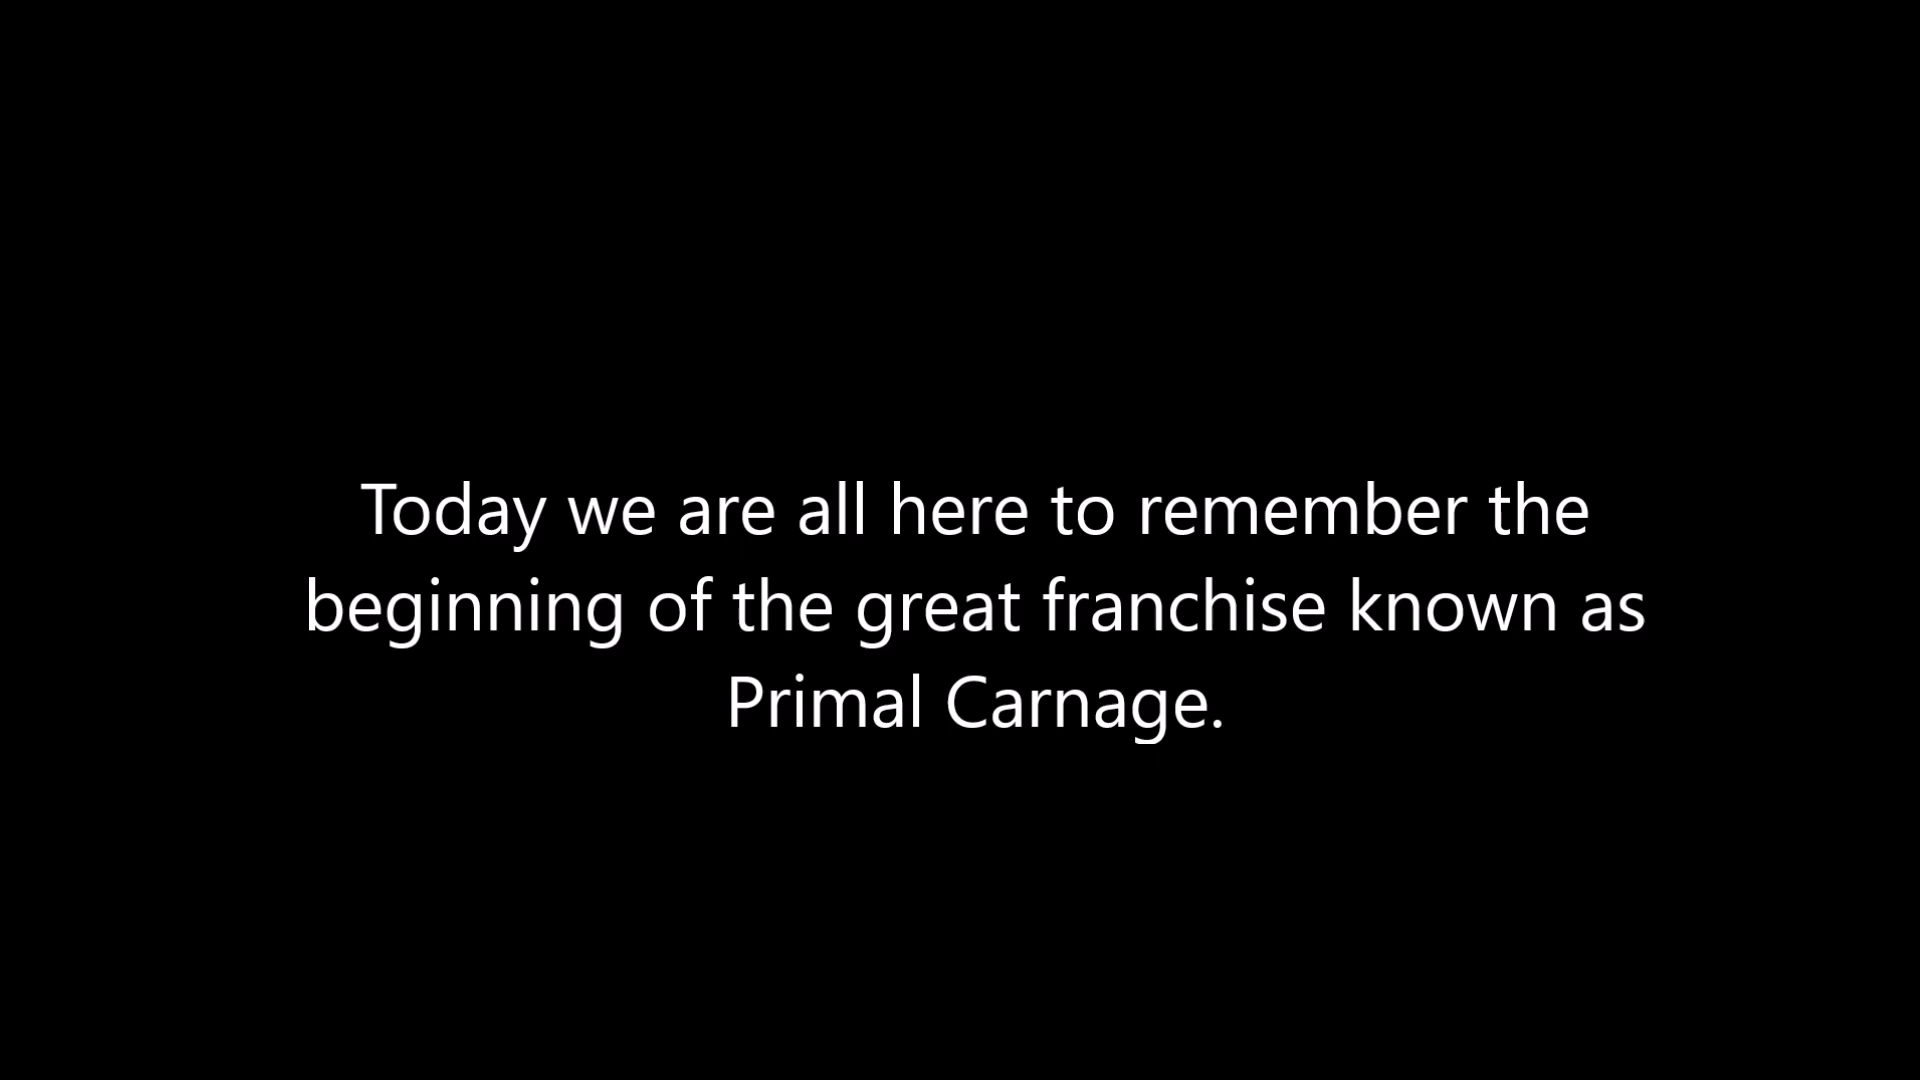 Today we are all here to remember the
beginning of the great franchise known as
Primal Carnage.